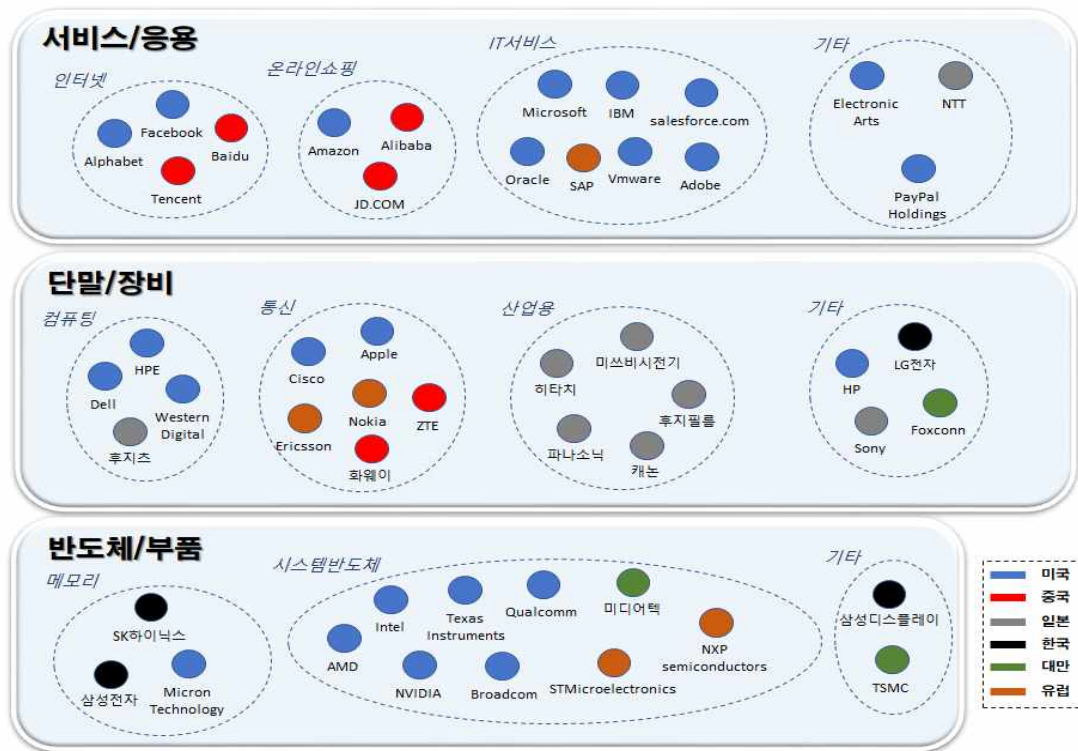 서비스/응용
인터넷
Facebook
Alphabet
Baidu
Tencent
온라인쇼핑
Amazon
Alibaba
JD.COM
IT서비스
Microsoft
IBM
salesforce.com
Oracle
SAP
Vmware
Adobe
기타
Electronic
Arts
NTT
PayPal
Holdings
단말/장비
컴퓨팅
HPE
Dell
Western
Digital
후지츠
통신
Apple
Cisco
Nokia
ZTE
Ericsson
화웨이
산업용
미쓰비시전기
히타치
후지필름
파나소닉
캐논
기타
LG전자
HP
Foxconn
Sony
반도체/부품
메모리
SK하이닉스
삼성전자
Micron
Technology
시스템반도체
Intel
Texas
Instruments
Qualcomm
미디어텍
AMD
NVIDIA
Broadcom
STMicroelectronics
NXP
semiconductors
기타
삼성디스플레이
TSMC
미국
중국
일본
한국
대만
유럽